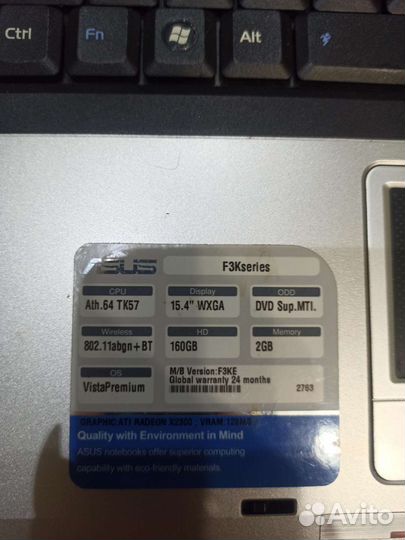 Ctrl Fn Alt
ASUS F3Kseries
CPU Display ODD
Ath.64 TK57 15.4" WXGA DVD Sup.MTI.
Wireless HD Memory
802.11abgn+BT 160GB 2GB
OS M/B Version:F3KE
VistaPremium Global warranty 24 months
2763
GRAPHIC:ATI RADEON X2300 ; VRAM 128MB
Quality with Environment in Mind
ASUS notebooks offer superior computing
capability with eco-friendly materials.
Avito